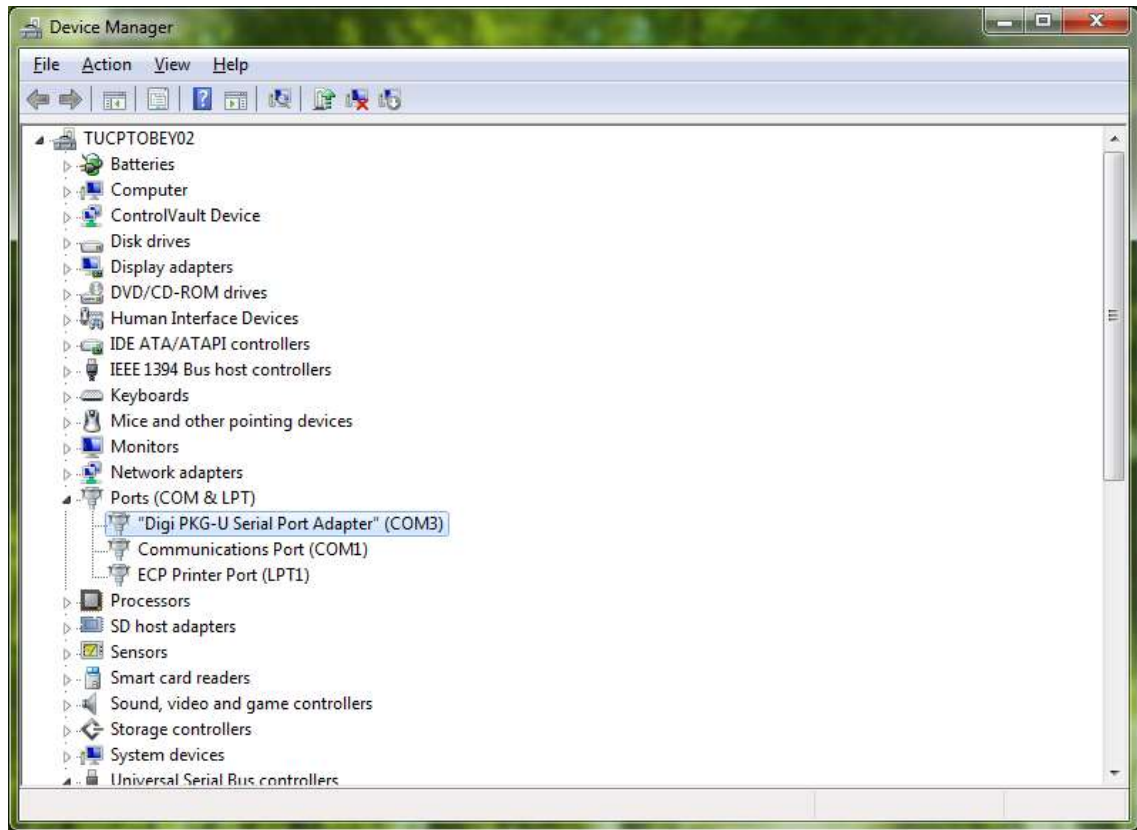 Device Manager
File Action View Help
TUCPTOBEY02
Batteries
Computer
ControlVault Device
Disk drives
Display adapters
DVD/CD-ROM drives
Human Interface Devices
IDE ATA/ATAPI controllers
IEEE 1394 Bus host controllers
Keyboards
Mice and other pointing devices
Monitors
Network adapters
Ports (COM & LPT)
"Digi PKG-U Serial Port Adapter" (COM3)
Communications Port (COM1)
ECP Printer Port (LPT1)
Processors
SD host adapters
Sensors
Smart card readers
Sound, video and game controllers
Storage controllers
System devices
Universal Serial Bus controllers